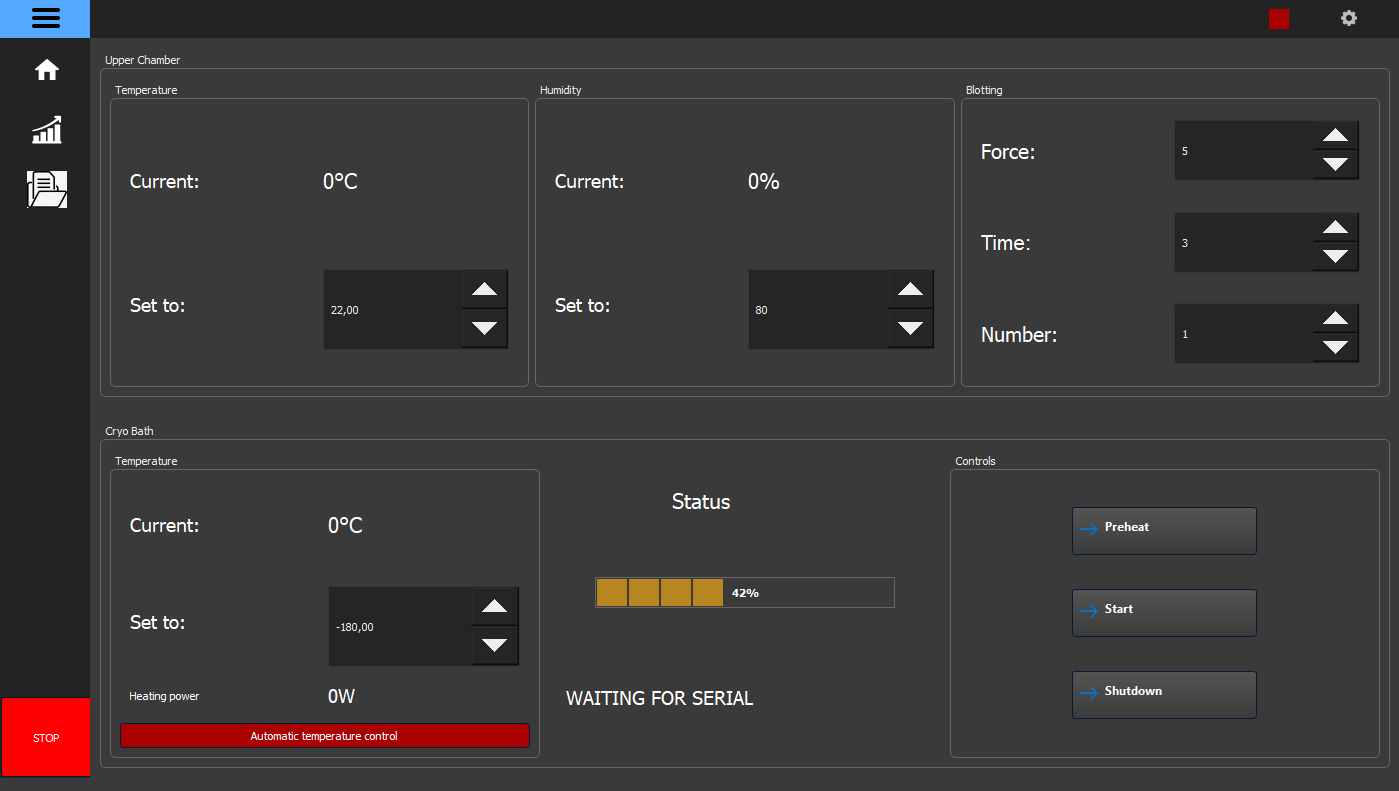 Upper Chamber
Temperature
Current: 0°C
Set to: 22,00
Humidity
Current: 0%
Set to: 80
Blotting
Force: 5
Time: 3
Number: 1
Cryo Bath
Temperature
Current: 0°C
Set to: -180,00
Heating power 0W
Automatic temperature control
Status
42%
WAITING FOR SERIAL
Controls
Preheat
Start
Shutdown
STOP